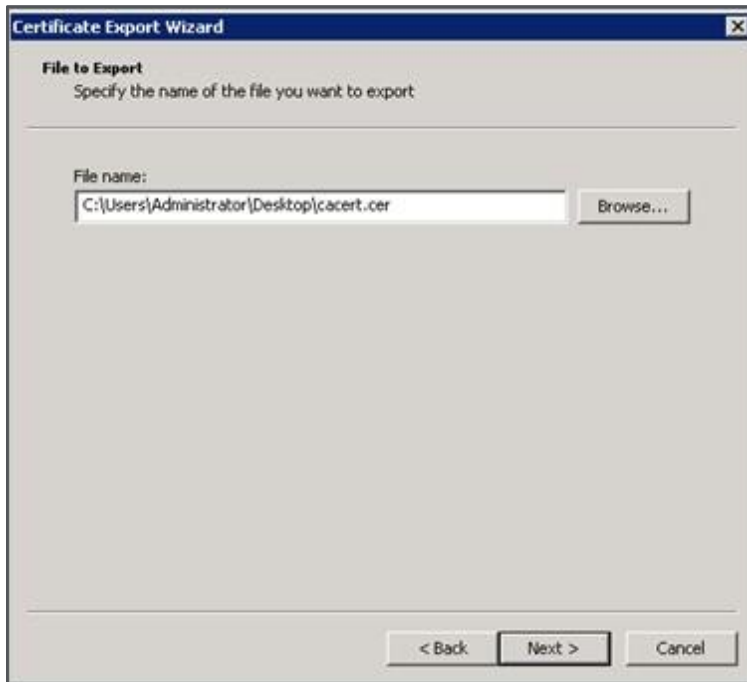 Certificate Export Wizard
File to Export
Specify the name of the file you want to export
File name:
C:\Users\Administrator\Desktop\cacert.cer
Browse...
< Back
Next >
Cancel